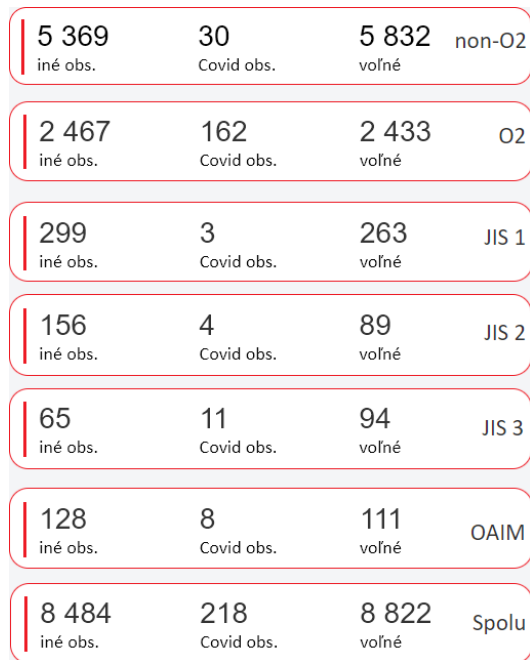 5 369 30 5 832 non-O2
iné obs. Covid obs. voľné
2 467 162 2 433 O2
iné obs. Covid obs. voľné
299 3 263 JIS 1
iné obs. Covid obs. voľné
156 4 89 JIS 2
iné obs. Covid obs. voľné
65 11 94 JIS 3
iné obs. Covid obs. voľné
128 8 111 OAIM
iné obs. Covid obs. voľné
8 484 218 8 822 Spolu
iné obs. Covid obs. voľné